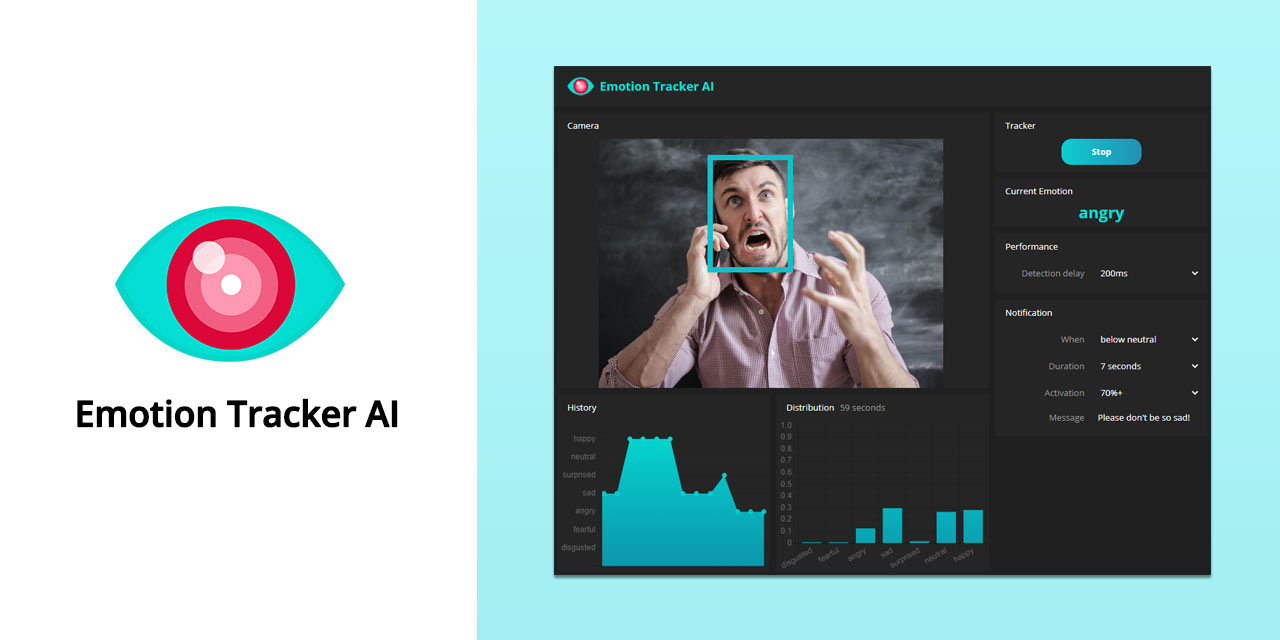 Emotion Tracker AI
Emotion Tracker AI
Camera
Tracker
Stop
Current Emotion
angry
Performance
Detection delay 200ms
Notification
When below neutral
Duration 7 seconds
Activation 70%+
Message Please don't be so sad!
History
happy
neutral
surprised
sad
angry
fearful
disgusted
Distribution 59 seconds
1.0
0.9
0.8
0.7
0.6
0.5
0.4
0.3
0.2
0.1
0
disgusted fearful angry sad surprised neutral happy